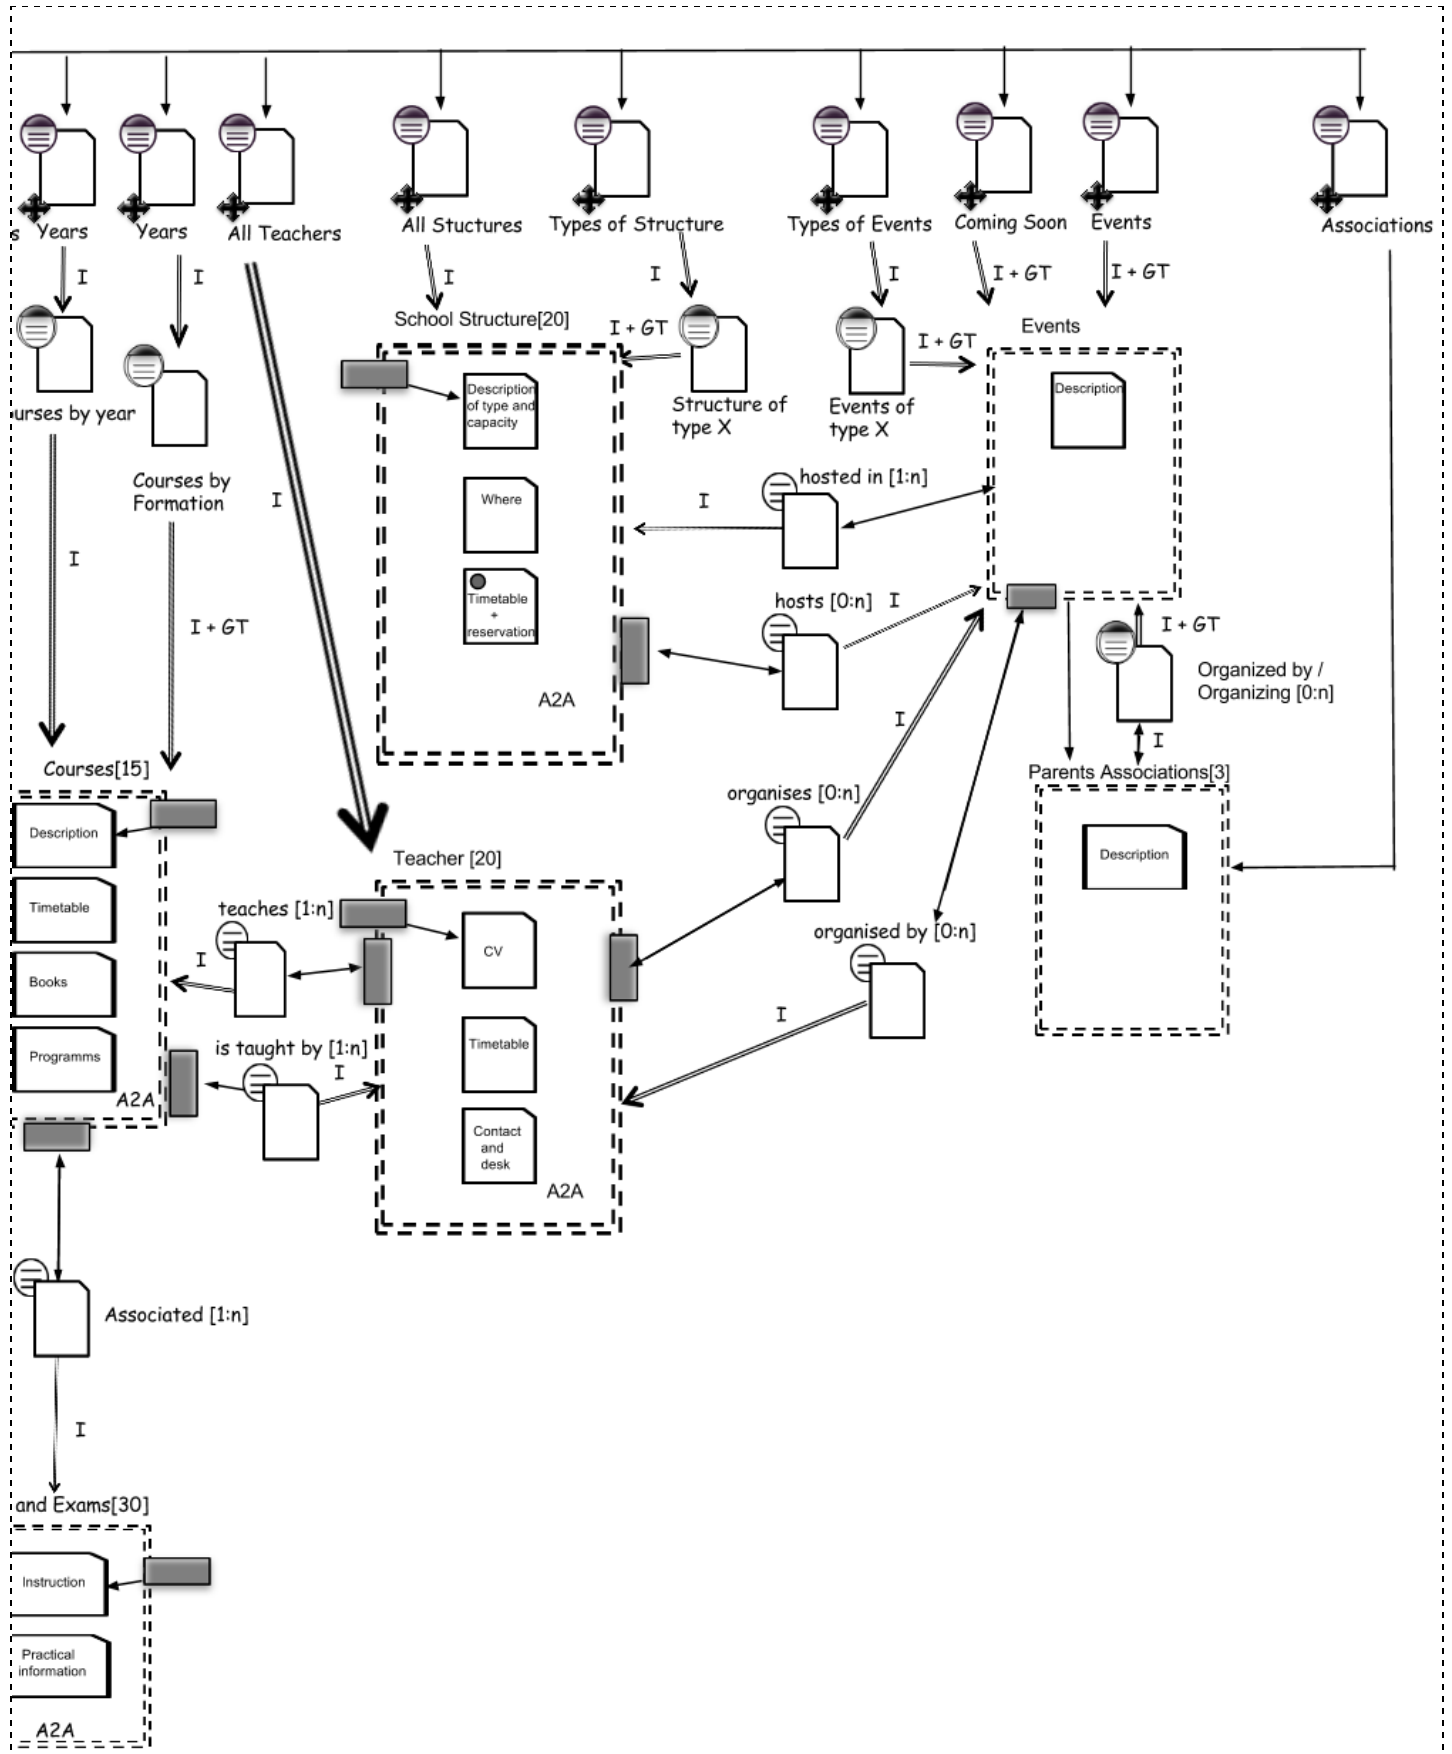 s Years
Years
All Teachers
All Stuctures
Types of Structure
Types of Events
Coming Soon
Events
Associations
I
I
I
I
I
I + GT
I + GT
School Structure[20]
I + GT
I + GT
Events
Description
of type and
capacity
Description
Structure of
type X
Events of
type X
urses by year
Courses by
Formation
I
I
Where
I
hosted in [1:n]
Timetable
+
reservation
hosts [0:n]
I
I + GT
I + GT
Organized by /
Organizing [0:n]
A2A
I
I
Courses[15]
Parents Associations[3]
organises [0:n]
Description
Teacher [20]
Description
Timetable
teaches [1:n]
CV
organised by [0:n]
I
Books
I
Timetable
is taught by [1:n]
I
Programms
A2A
Contact
and
desk
A2A
Associated [1:n]
I
and Exams[30]
Instruction
Practical
information
A2A